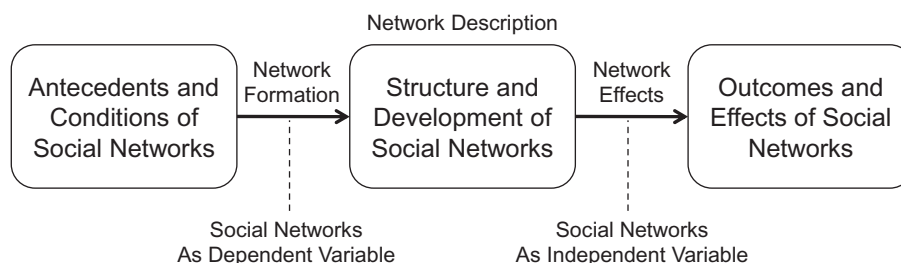 Network Description
Antecedents and
Conditions of
Social Networks
Network
Formation
Structure and
Development of
Social Networks
Network
Effects
Outcomes and
Effects of Social
Networks
Social Networks
As Dependent Variable
Social Networks
As Independent Variable